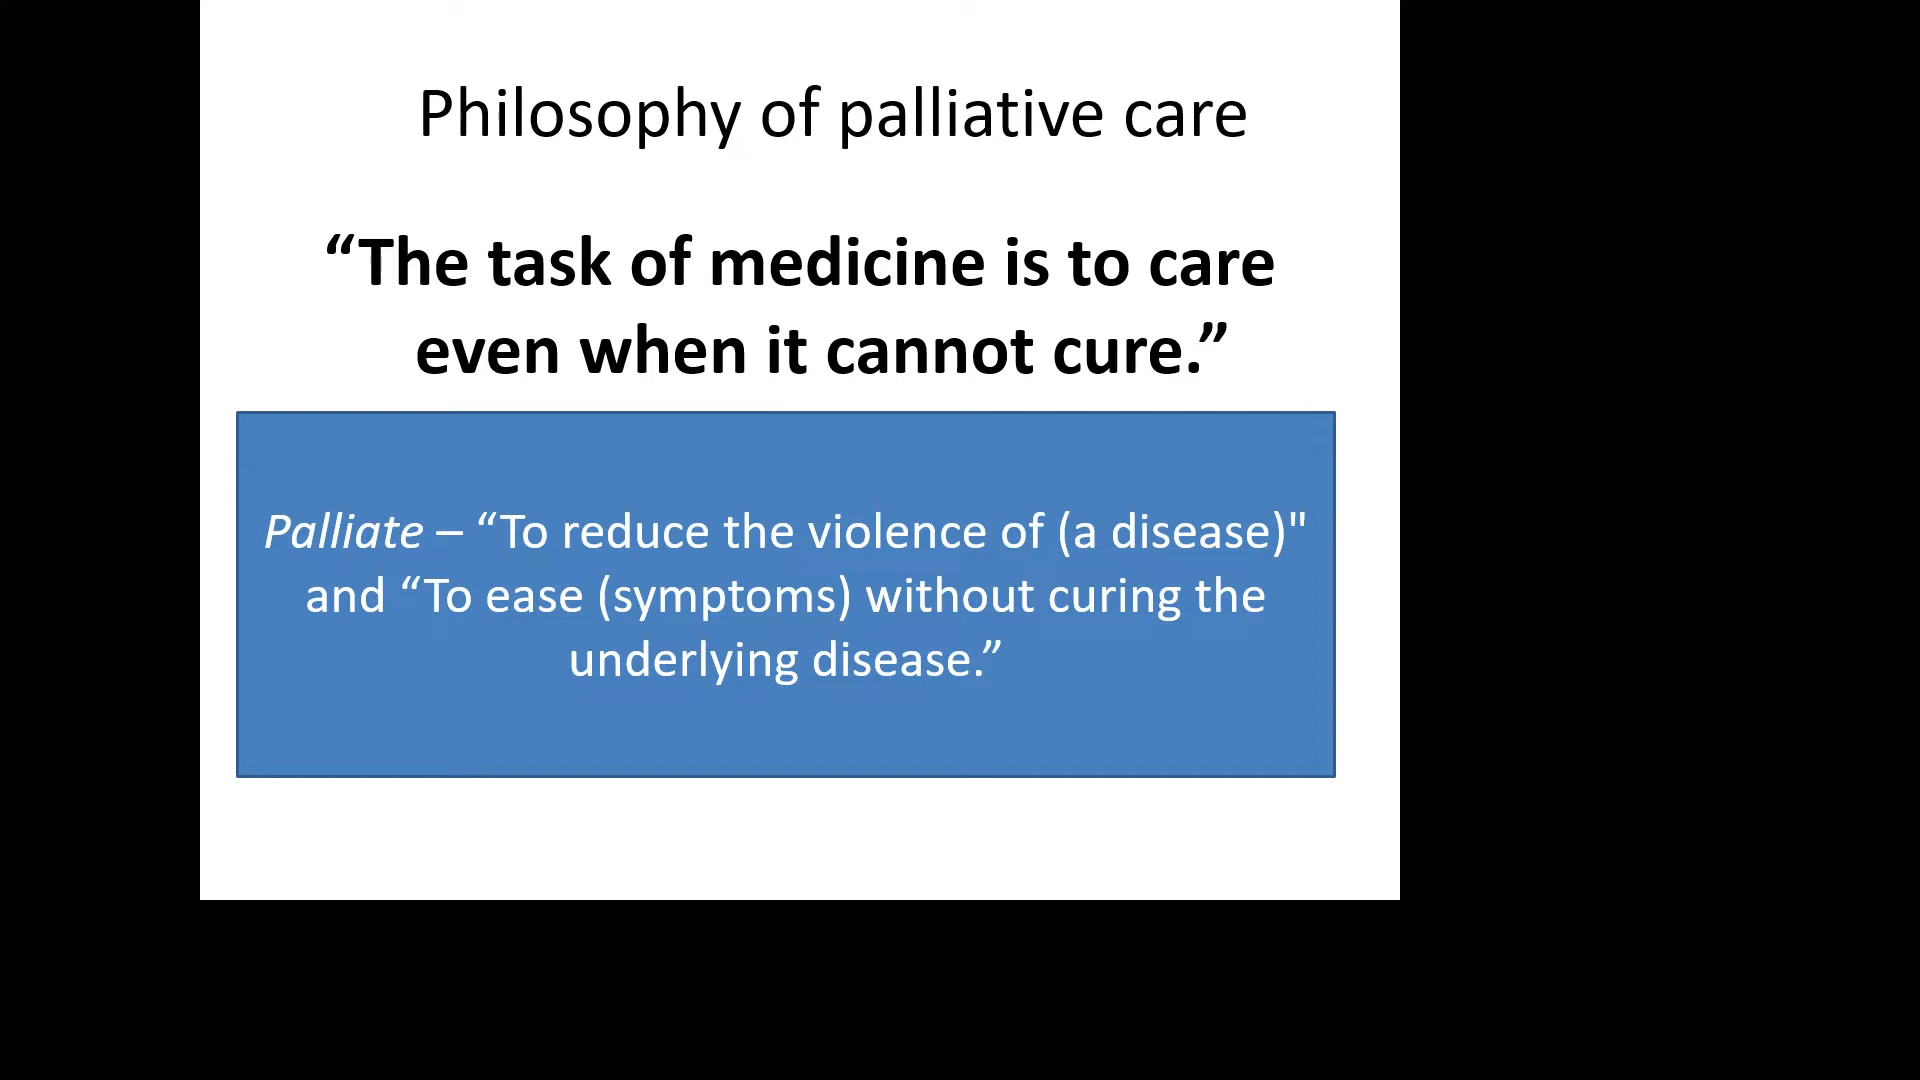 Philosophy of palliative care
“The task of medicine is to care
even when it cannot cure.”
Palliate – “To reduce the violence of (a disease)"
and “To ease (symptoms) without curing the
underlying disease.”